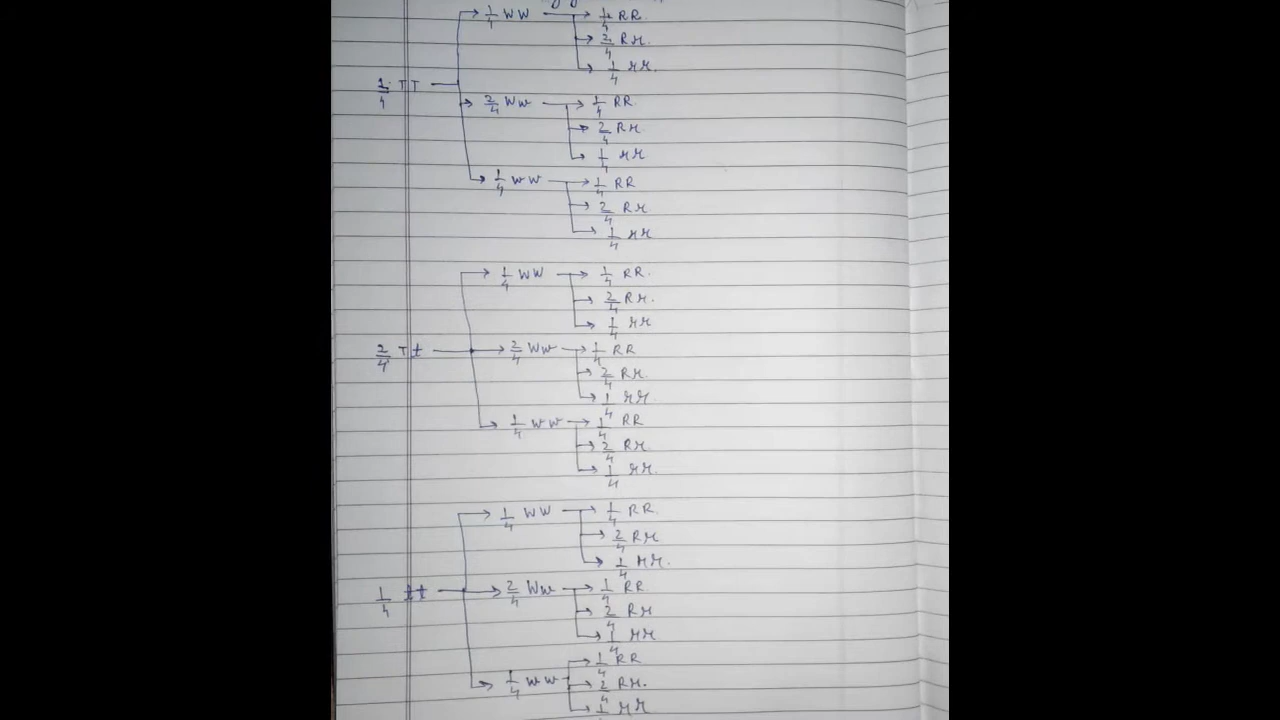 1/4 WW → 1/4 RR.
→ 2/4 Rr.
→ 1/4 rr.
1/4 TT
→ 2/4 Ww → 1/4 RR.
→ 2/4 Rr.
→ 1/4 rr
→ 1/4 ww → 1/4 RR
→ 2/4 Rr
→ 1/4 rr
→ 1/4 WW → 1/4 RR.
→ 2/4 Rr.
→ 1/4 rr
2/4 Tt → 2/4 Ww → 1/4 RR
→ 2/4 Rr.
→ 1/4 rr.
→ 1/4 ww → 1/4 RR
→ 2/4 Rr.
→ 1/4 rr.
→ 1/4 WW → 1/4 RR.
→ 2/4 Rr
→ 1/4 rr.
1/4 tt → 2/4 Ww → 1/4 RR.
→ 2/4 Rr
→ 1/4 rr
→ 1/4 RR
→ 1/4 ww → 2/4 Rr.
→ 1 rr